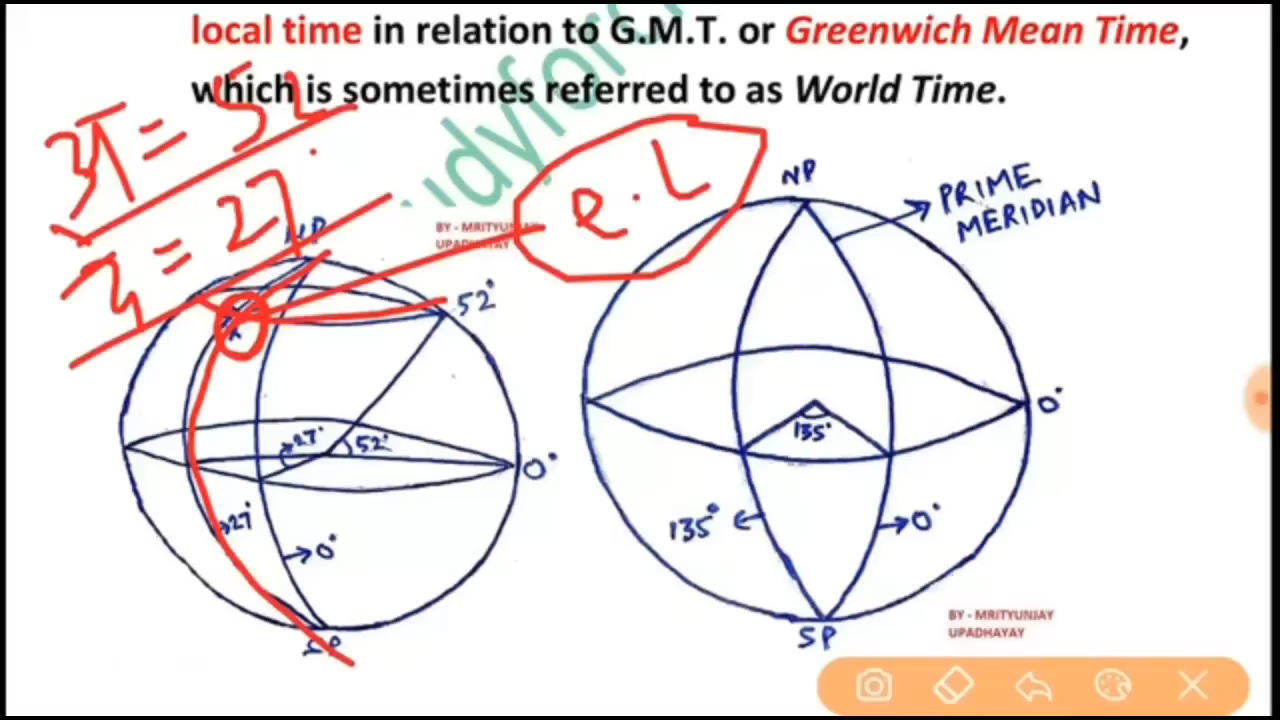 local time in relation to G.M.T. or Greenwich Mean Time,
which is sometimes referred to as World Time.
अ = 52
= 27
e.L
NP
BY - MRITYUNJAY
UPADHAYAY
52°
27°
52°
0°
27°
0°
SP
NP
PRIME
MERIDIAN
0°
135°
135°
0°
SP
BY - MRITYUNJAY
UPADHAYAY